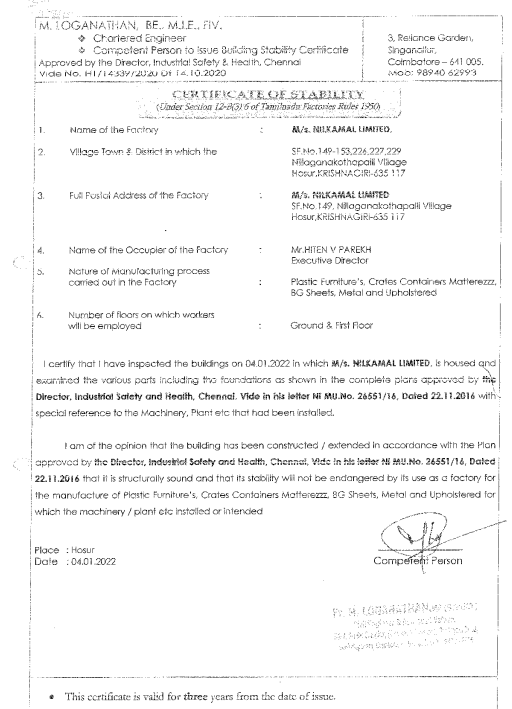 M. LOGANATHAN, BE., M.I.E., FIV.
❖ Chartered Engineer
❖ Competent Person to Issue Building Stability Certificate
Approved by the Director, Industrial Safety & Health, Chennai
Vide No. H1/14339/2020 Dt 14.10.2020
3, Reliance Garden,
Singanallur,
Coimbatore – 641 005.
Mob: 98940 62993
CERTIFICATE OF STABILITY
(Under Section 12-B(3) 6 of Tamilnadu Factories Rules 1950)
1. Name of the Factory : M/s. NILKAMAL LIMITED,
2. Village Town & District in which the SF.No.149-153,226,227,229
Nillaganakothapalli Village
Hosur,KRISHNAGIRI-635 117
3. Full Postal Address of the Factory : M/s. NILKAMAL LIMITED
SF.No.149, Nillaganakothapalli Village
Hosur,KRISHNAGIRI-635 117
4. Name of the Occupier of the Factory : Mr.HITEN V PAREKH
Executive Director
5. Nature of Manufacturing process
carried out in the Factory : Plastic Furniture's, Crates Containers Matterezzz,
BG Sheets, Metal and Upholstered
6. Number of floors on which workers
will be employed : Ground & First Floor
I certify that I have inspected the buildings on 04.01.2022 in which M/s. NILKAMAL LIMITED, is housed and
examined the various parts including the foundations as shown in the complete plans approved by the
Director, Industrial Safety and Health, Chennai. Vide in his letter Ni MU.No. 26551/16, Dated 22.11.2016 with
special reference to the Machinery, Plant etc that had been installed.
I am of the opinion that the building has been constructed / extended in accordance with the Plan
approved by the Director, Industrial Safety and Health, Chennai, Vide in his letter Ni MU.No. 26551/16, Dated
22.11.2016 that it is structurally sound and that its stability will not be endangered by its use as a factory for
the manufacture of Plastic Furniture's, Crates Containers Matterezzz, BG Sheets, Metal and Upholstered for
which the machinery / plant etc installed or intended
Place : Hosur
Date : 04.01.2022
Competent Person
M. LOGANATHAN
• This certificate is valid for three years from the date of issue.